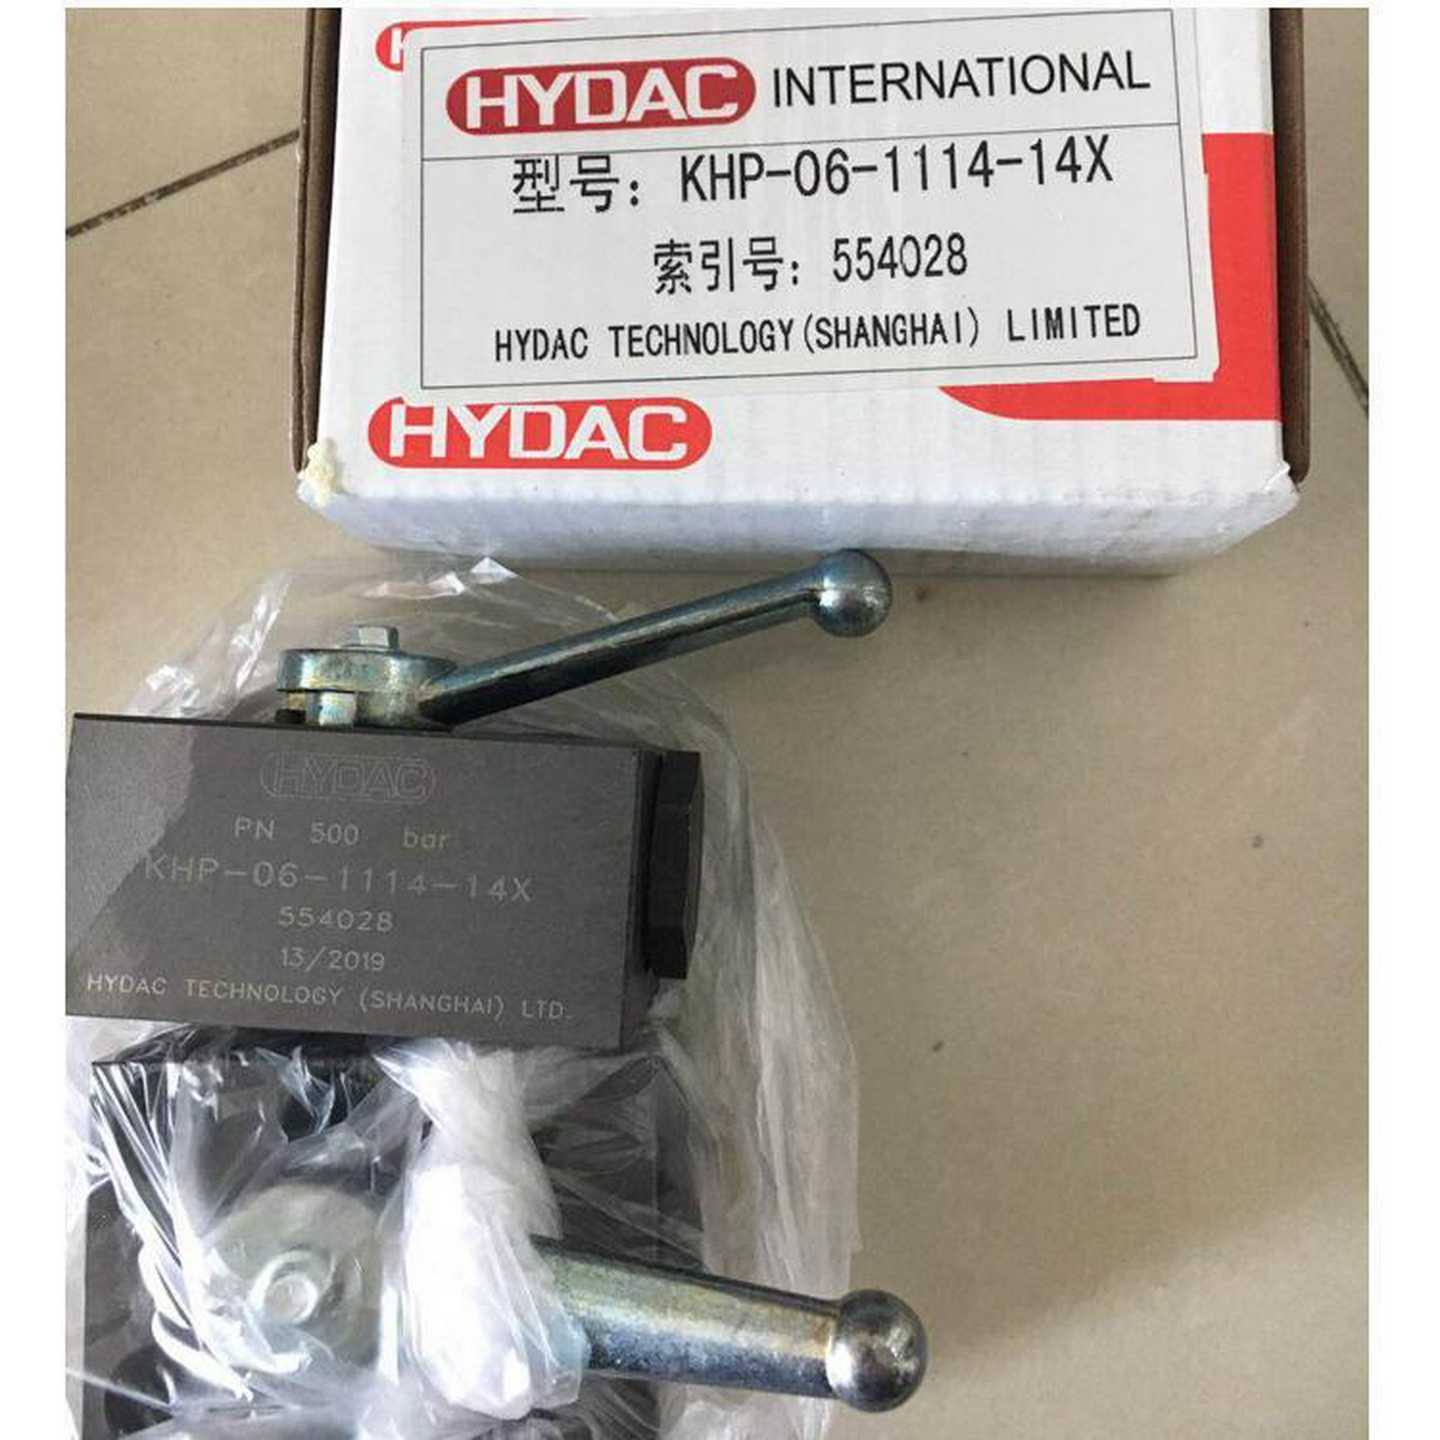 HYDAC INTERNATIONAL
型号: KHP-06-1114-14X
索引号: 554028
HYDAC TECHNOLOGY(SHANGHAI) LIMITED
HYDAC
HYDAC
PN 500 bar
KHP-06-1114-14X
554028
13/2019
HYDAC TECHNOLOGY (SHANGHAI) LTD.